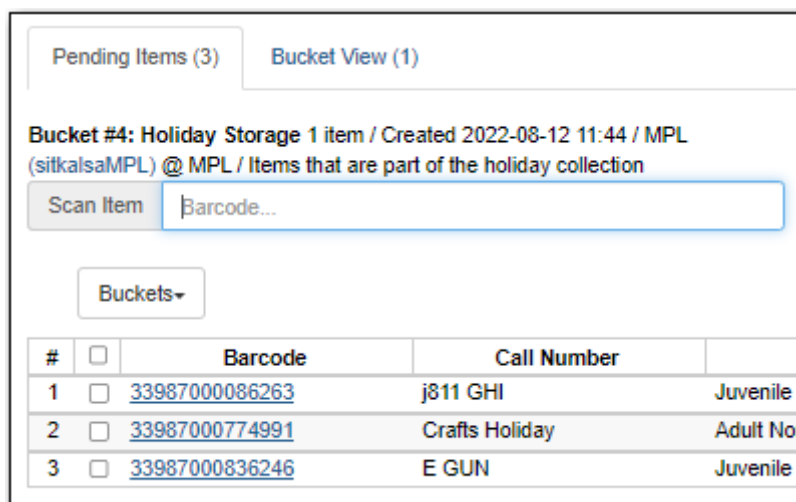 Pending Items (3) Bucket View (1)
Bucket #4: Holiday Storage 1 item / Created 2022-08-12 11:44 / MPL
(sitkalsaMPL) @ MPL / Items that are part of the holiday collection
Scan Item Barcode...
Buckets
# Barcode Call Number
1 33987000086263 j811 GHI Juvenile
2 33987000774991 Crafts Holiday Adult No
3 33987000836246 E GUN Juvenile